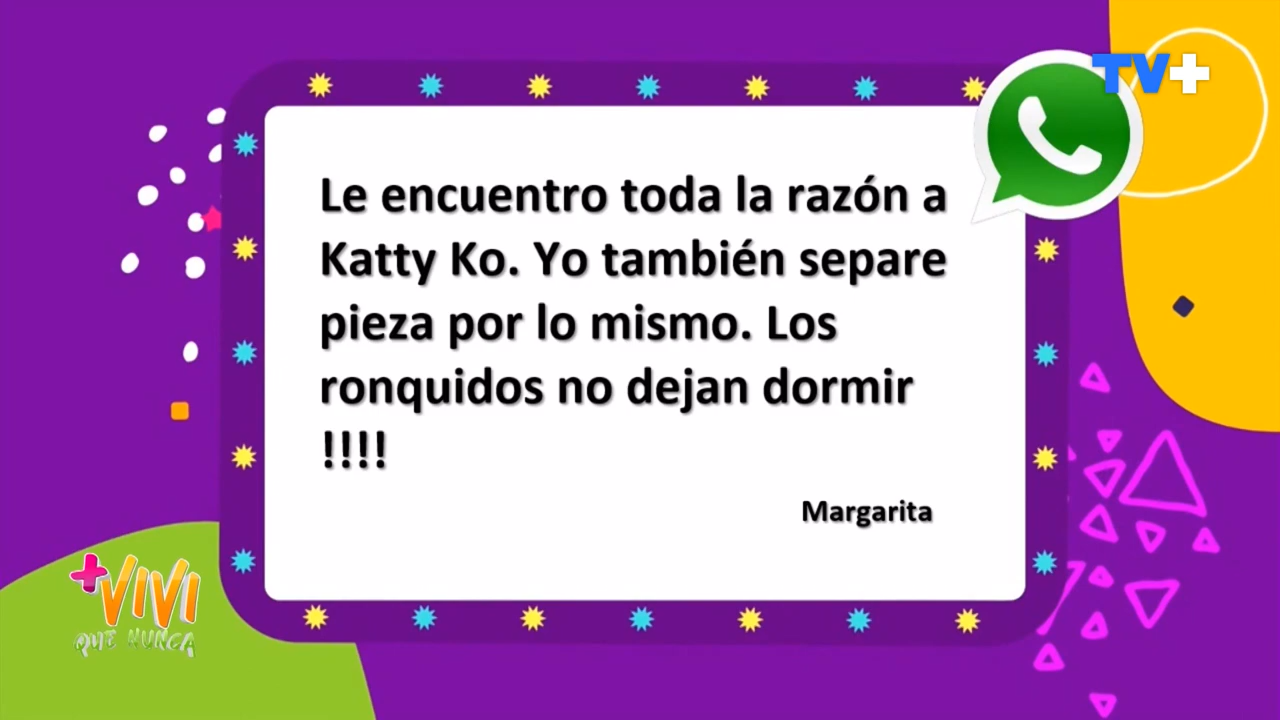 TV+
Le encuentro toda la razón a
Katty Ko. Yo también separe
pieza por lo mismo. Los
ronquidos no dejan dormir
!!!!
Margarita
+VIVI
QUE NUNCA